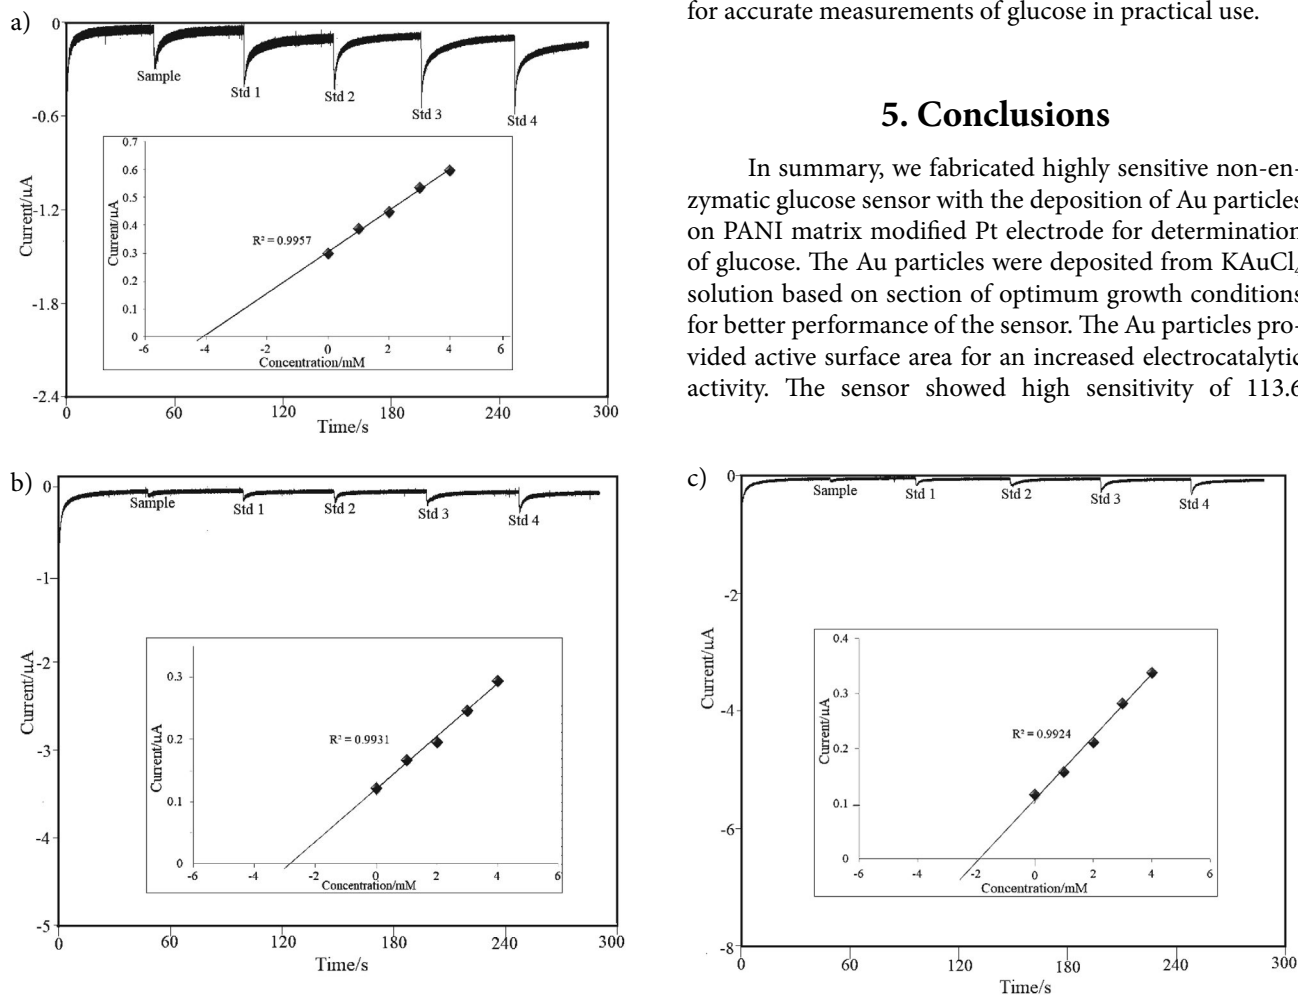 for accurate measurements of glucose in practical use.
5. Conclusions
In summary, we fabricated highly sensitive non-en-
zymatic glucose sensor with the deposition of Au particles
on PANI matrix modified Pt electrode for determination
of glucose. The Au particles were deposited from KAuCl4
solution based on section of optimum growth conditions
for better performance of the sensor. The Au particles pro-
vided active surface area for an increased electrocatalytic
activity. The sensor showed high sensitivity of 113.6
a)
0
-0.6
-1.2
-1.8
-2.4
Current/µA
Sample
Std 1
Std 2
Std 3
Std 4
0.7
0.6
0.5
0.4
0.3
0.2
0.1
0
Current/µA
R² = 0.9957
-6 -4 -2 0 2 4 6
Concentration/mM
0 60 120 180 240 300
Time/s
b)
0
-1
-2
-3
-4
-5
Current/µA
Sample
Std 1
Std 2
Std 3
Std 4
0.3
0.2
0.1
0
Current/µA
R² = 0.9931
-6 -4 -2 0 2 4 6
Concentration/mM
0 60 120 180 240 300
Time/s
c)
0
-2
-4
-6
-8
Current/µA
Sample
Std 1
Std 2
Std 3
Std 4
0.4
0.3
0.2
0.1
0
Current/µA
R² = 0.9924
-6 -4 -2 0 2 4 6
Concentration/mM
0 60 120 180 240 300
Time/s